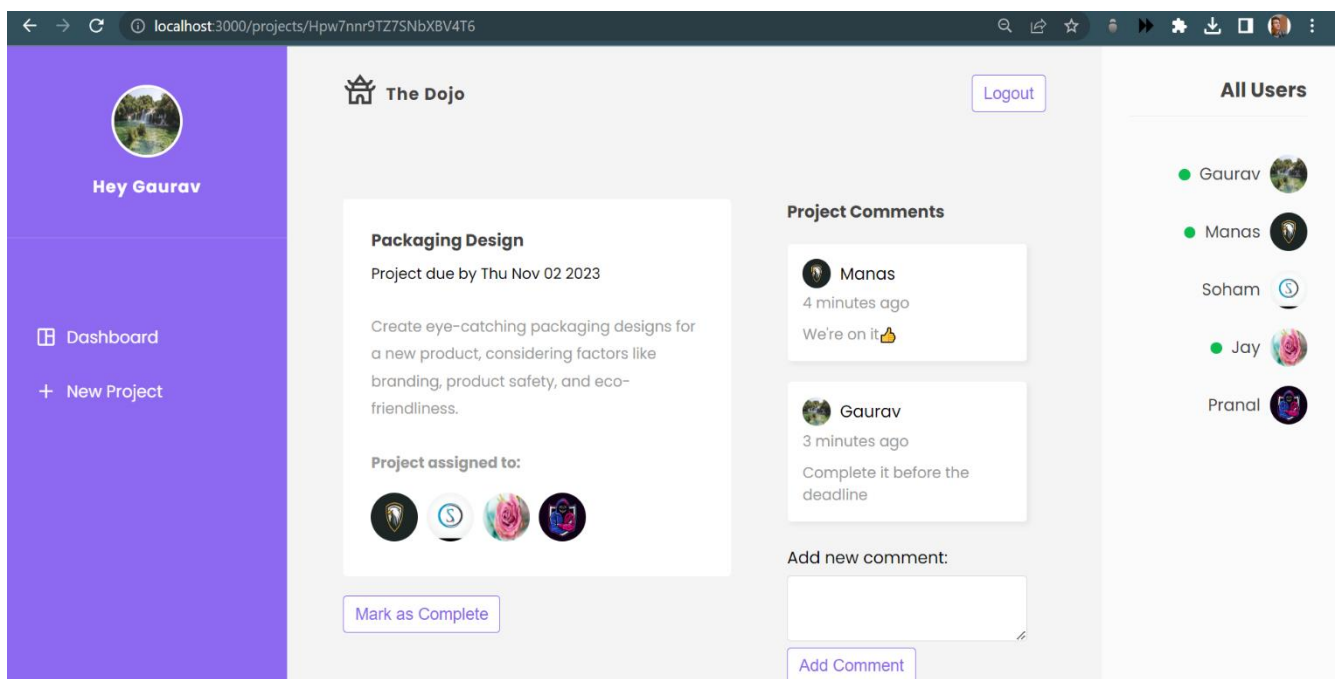 localhost:3000/projects/Hpw7nnr9TZ7SNbXBV4T6
Hey Gaurav
Dashboard
New Project
The Dojo
Logout
Packaging Design
Project due by Thu Nov 02 2023
Create eye-catching packaging designs for
a new product, considering factors like
branding, product safety, and eco-
friendliness.
Project assigned to:
Mark as Complete
Project Comments
Manas
4 minutes ago
We're on it👍
Gaurav
3 minutes ago
Complete it before the
deadline
Add new comment:
Add Comment
All Users
Gaurav
Manas
Soham
Jay
Pranal